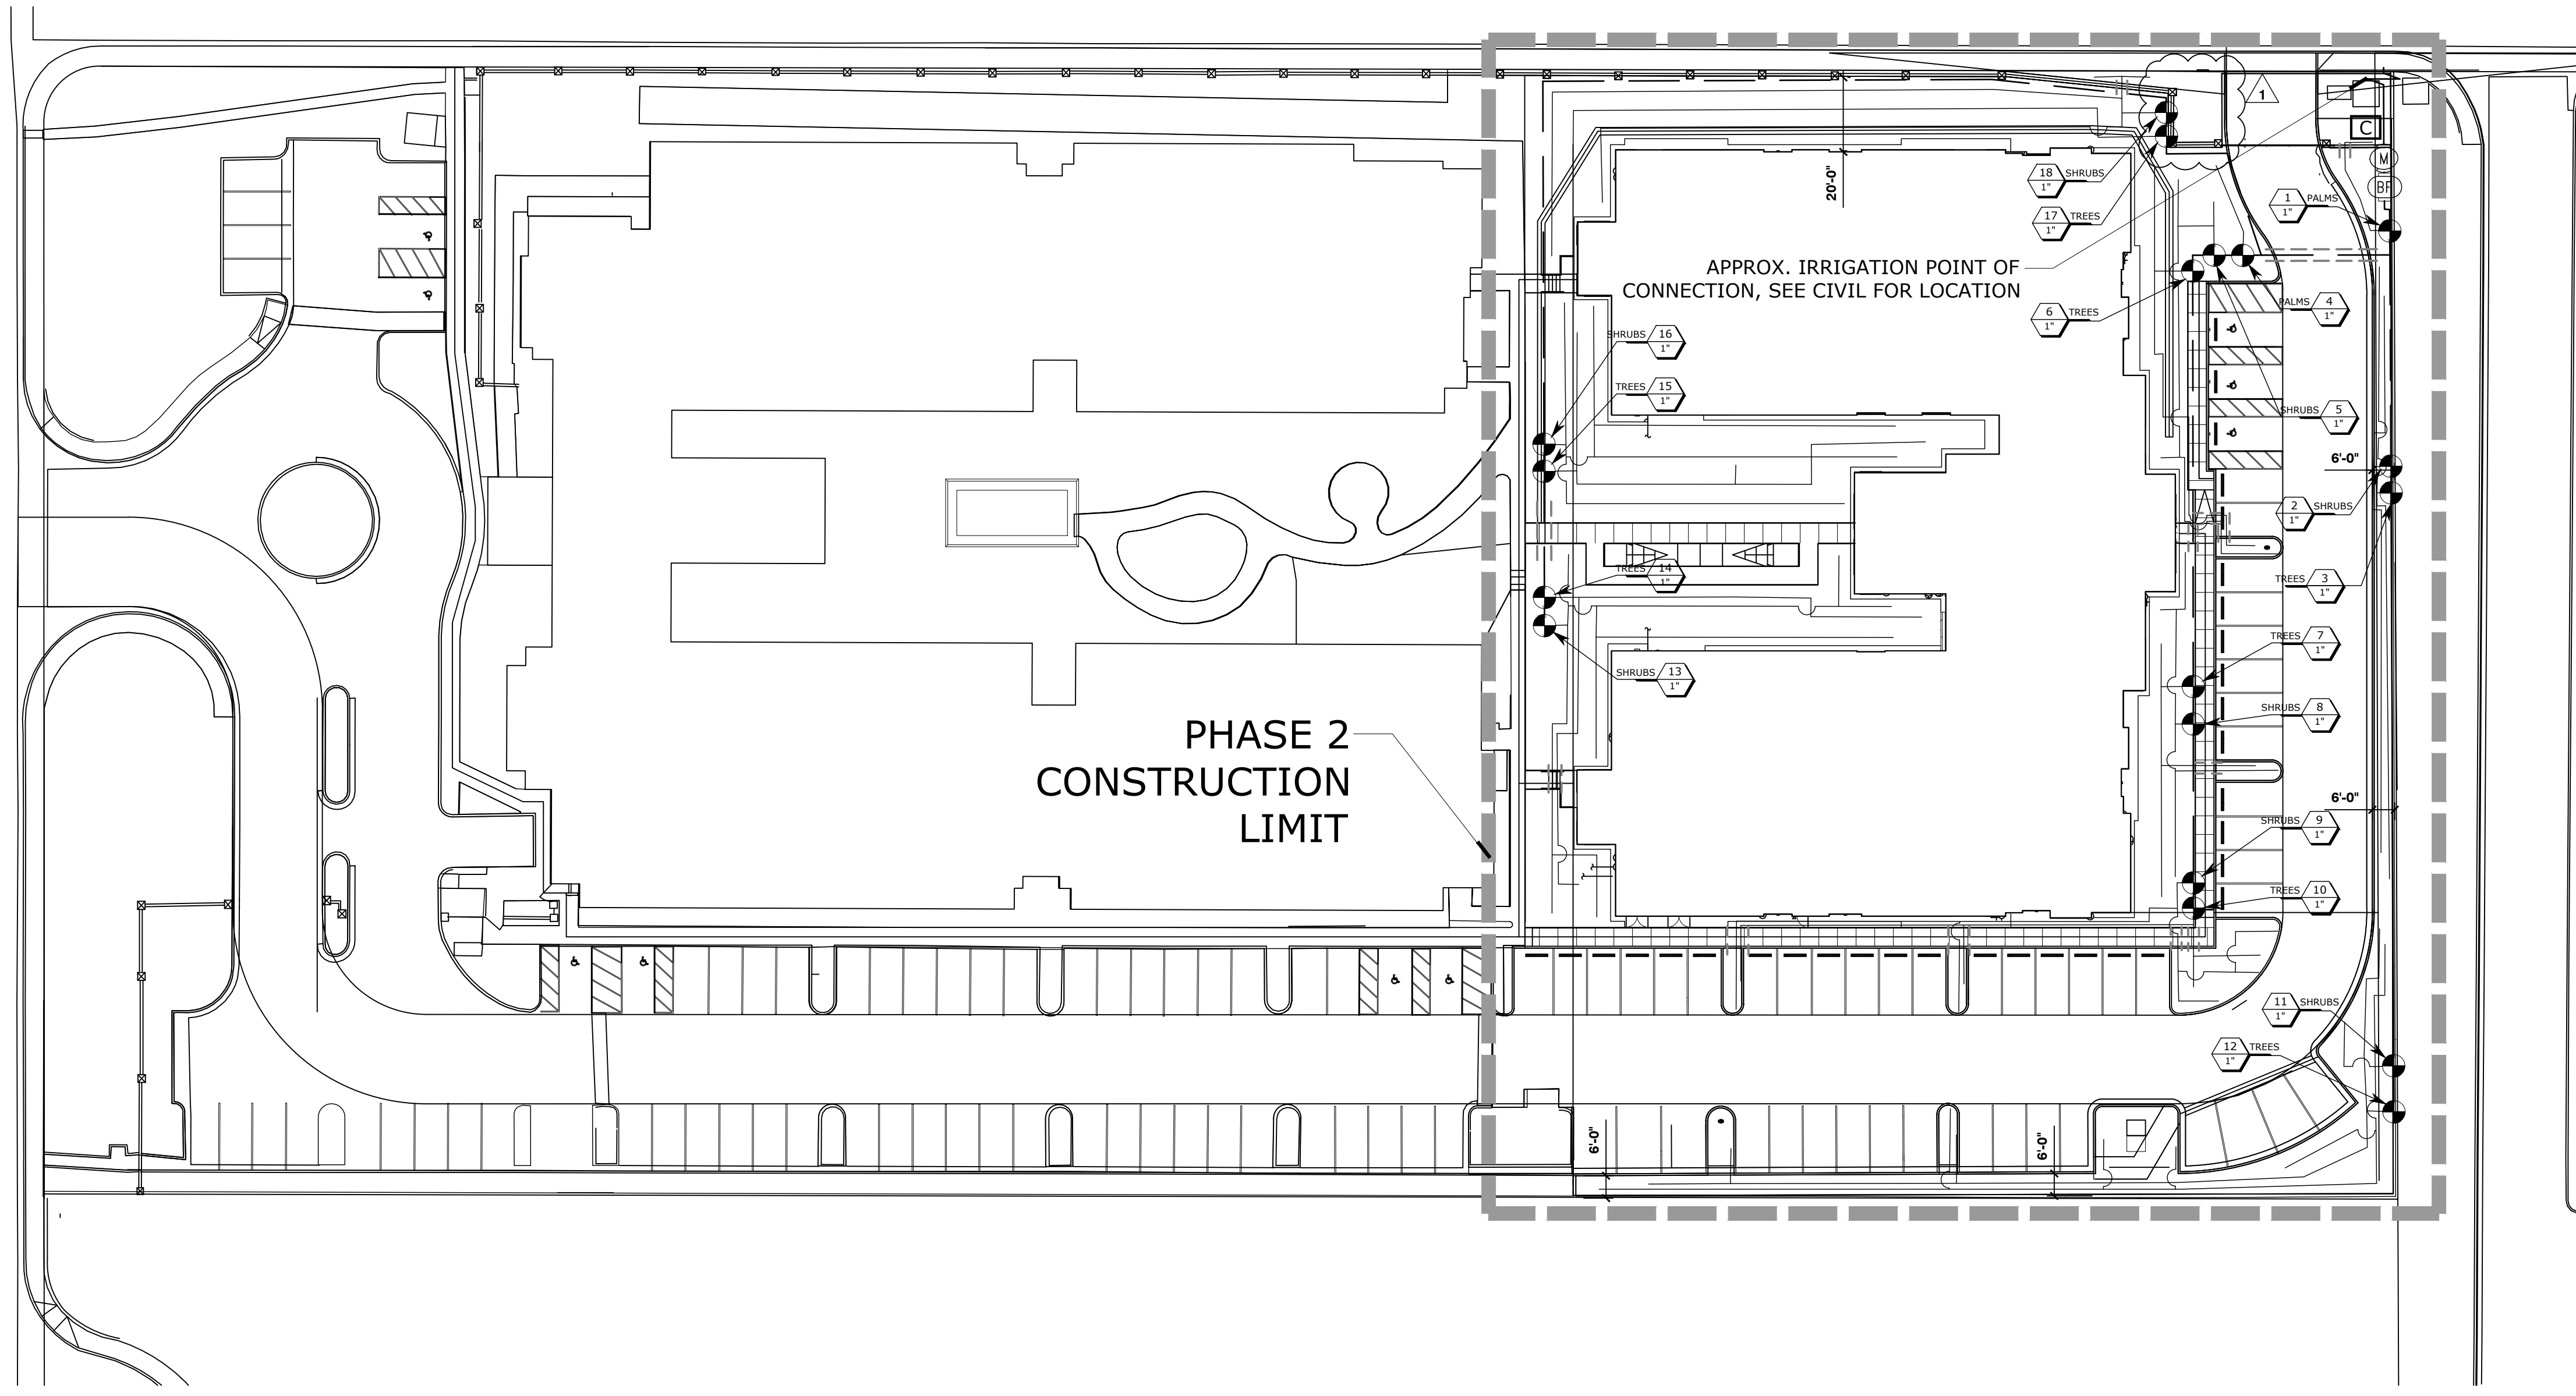 1
C
M
BF
20'-0"
18
1"
SHRUBS
17
1"
TREES
1
1"
PALMS
APPROX. IRRIGATION POINT OF
CONNECTION, SEE CIVIL FOR LOCATION
6
1"
TREES
PALMS
4
1"
SHRUBS
16
1"
TREES
15
1"
SHRUBS
5
1"
6'-0"
2
1"
SHRUBS
TREES
14
1"
TREES
3
1"
TREES
7
1"
SHRUBS
13
1"
SHRUBS
8
1"
PHASE 2
CONSTRUCTION
LIMIT
6'-0"
SHRUBS
9
1"
TREES
10
1"
11
1"
SHRUBS
12
1"
TREES
6'-0"
6'-0"